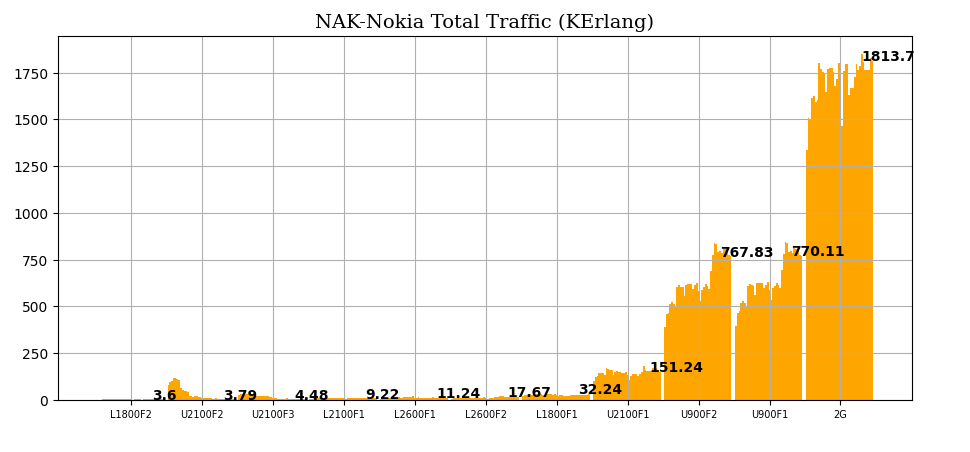 NAK-Nokia Total Traffic (KErlang)
1750
1500
1250
1000
750
500
250
0
3.6
3.79
4.48
9.22
11.24
17.67
32.24
151.24
767.83
770.11
1813.7
L1800F2
U2100F2
U2100F3
L2100F1
L2600F1
L2600F2
L1800F1
U2100F1
U900F2
U900F1
2G